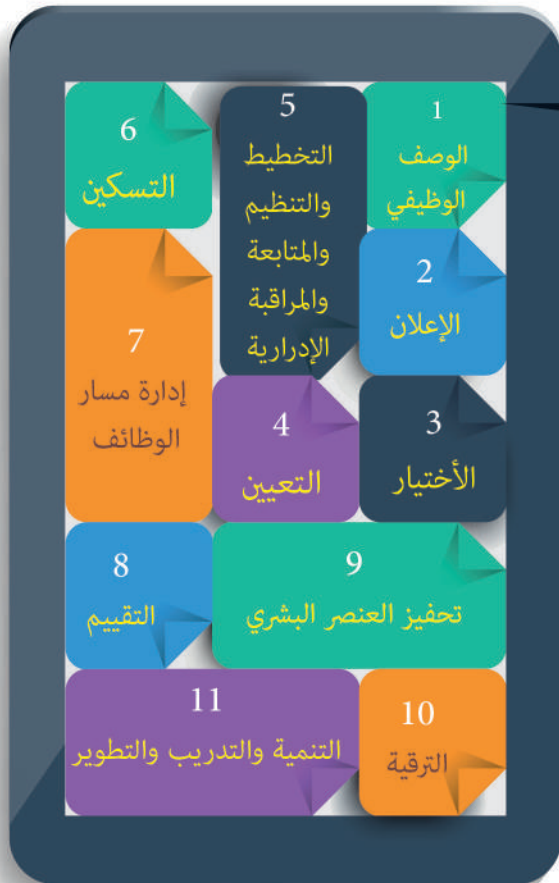 1
الوصف
الوظيفي
2
الإعلان
3
الأختيار
4
التعيين
5
التخطيط
والتنظيم
والمتابعة
والمراقبة
الإدرارية
6
التسكين
7
إدارة مسار
الوظائف
8
التقييم
9
تحفيز العنصر البشري
10
الترقية
11
التنمية والتدريب والتطوير